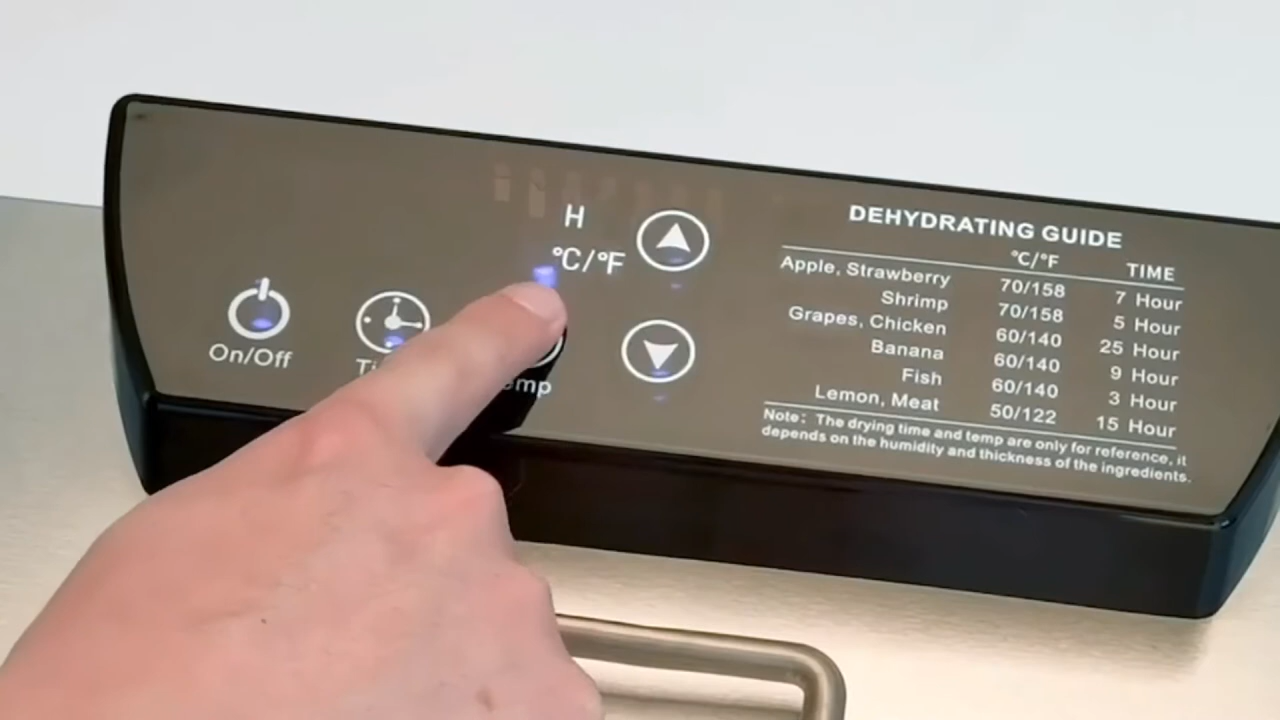 On/Off
H
°C/°F
DEHYDRATING GUIDE
°C/°F TIME
Apple, Strawberry 70/158 7 Hour
Shrimp 70/158 5 Hour
Grapes, Chicken 60/140 25 Hour
Banana 60/140 9 Hour
Fish 60/140 3 Hour
Lemon, Meat 50/122 15 Hour
Note: The drying time and temp are only for reference, it
depends on the humidity and thickness of the ingredients.